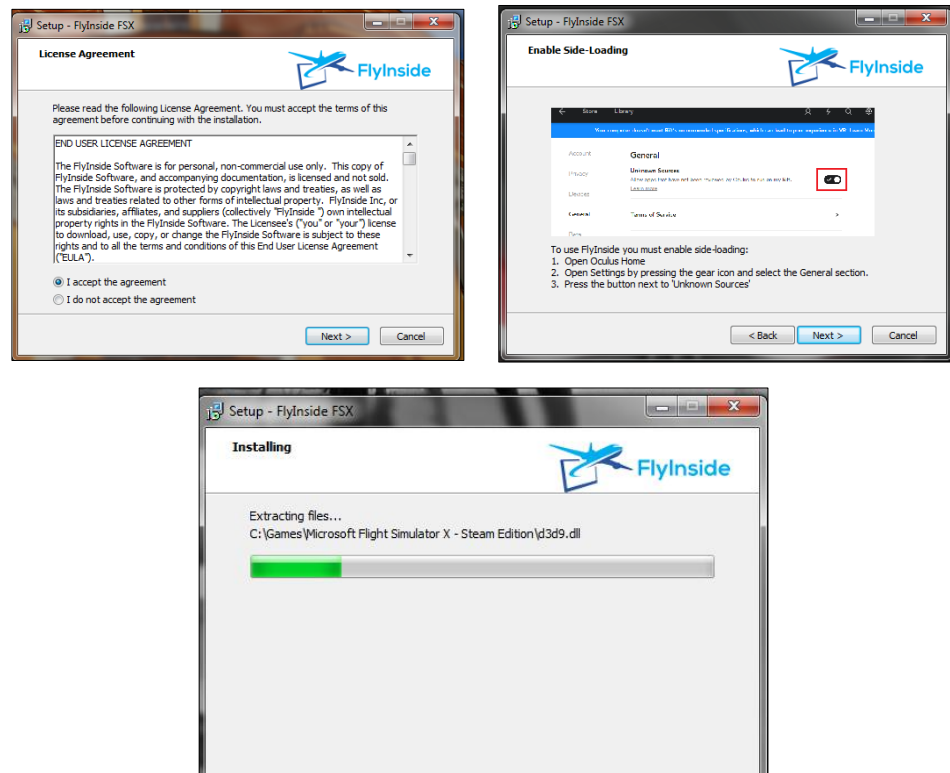 Setup - FlyInside FSX
License Agreement
FlyInside
Please read the following License Agreement. You must accept the terms of this
agreement before continuing with the installation.
END USER LICENSE AGREEMENT
The FlyInside Software is for personal, non-commercial use only. This copy of
FlyInside Software, and accompanying documentation, is licensed and not sold.
The FlyInside Software is protected by copyright laws and treaties, as well as
laws and treaties related to other forms of intellectual property. FlyInside Inc, or
its subsidiaries, affiliates, and suppliers (collectively "FlyInside ") own intellectual
property rights in the FlyInside Software. The Licensee's ("you" or "your") license
to download, use, copy, or change the FlyInside Software is subject to these
rights and to all the terms and conditions of this End User License Agreement
("EULA").
I accept the agreement
I do not accept the agreement
Next >
Cancel
Setup - FlyInside FSX
Enable Side-Loading
FlyInside
Store Library
Account
General
Privacy
Unknown Sources
Learn More
Devices
General
Terms of Service
To use FlyInside you must enable side-loading:
1. Open Oculus Home
2. Open Settings by pressing the gear icon and select the General section.
3. Press the button next to 'Unknown Sources'
< Back
Next >
Cancel
Setup - FlyInside FSX
Installing
FlyInside
Extracting files...
C:\Games\Microsoft Flight Simulator X - Steam Edition\d3d9.dll